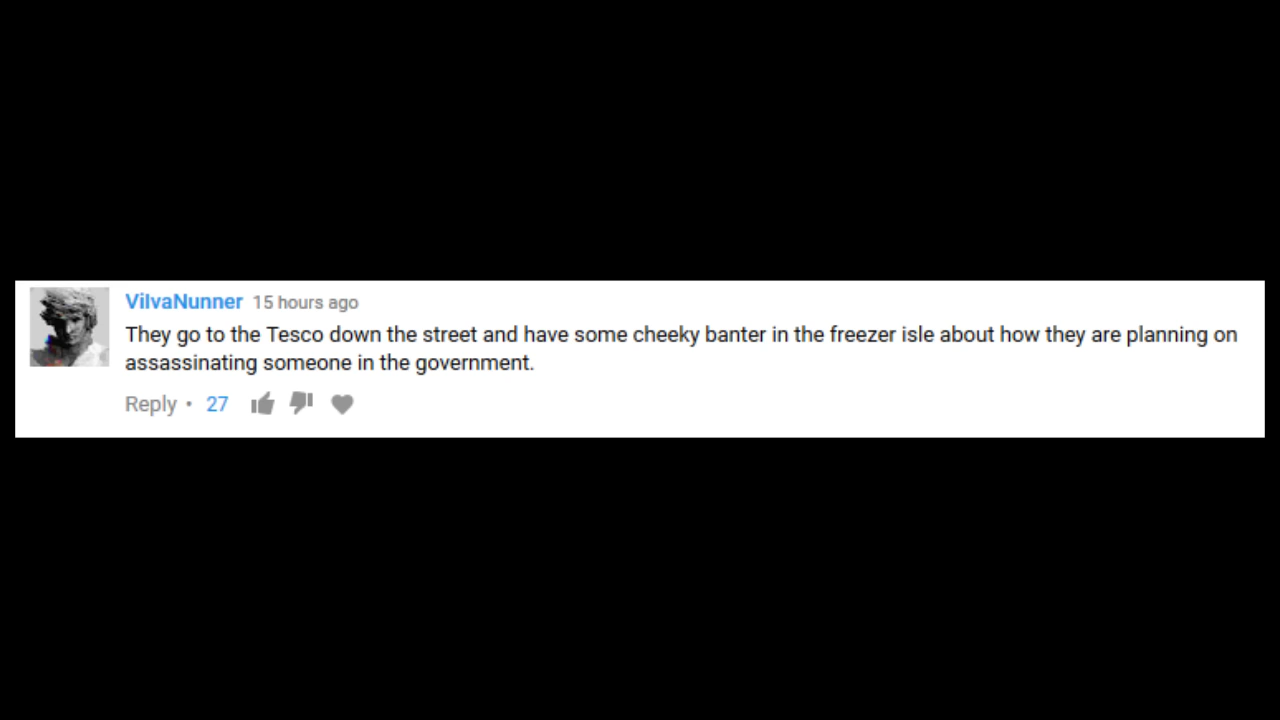 VilvaNunner 15 hours ago
They go to the Tesco down the street and have some cheeky banter in the freezer isle about how they are planning on
assassinating someone in the government.
Reply • 27